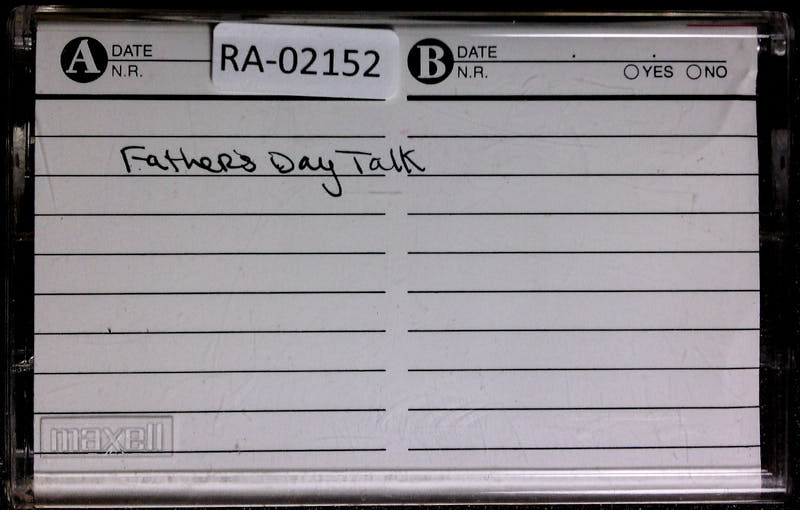 A DATE RA-02152 B DATE
N.R. N.R. YES NO
Father's Day Talk
maxell